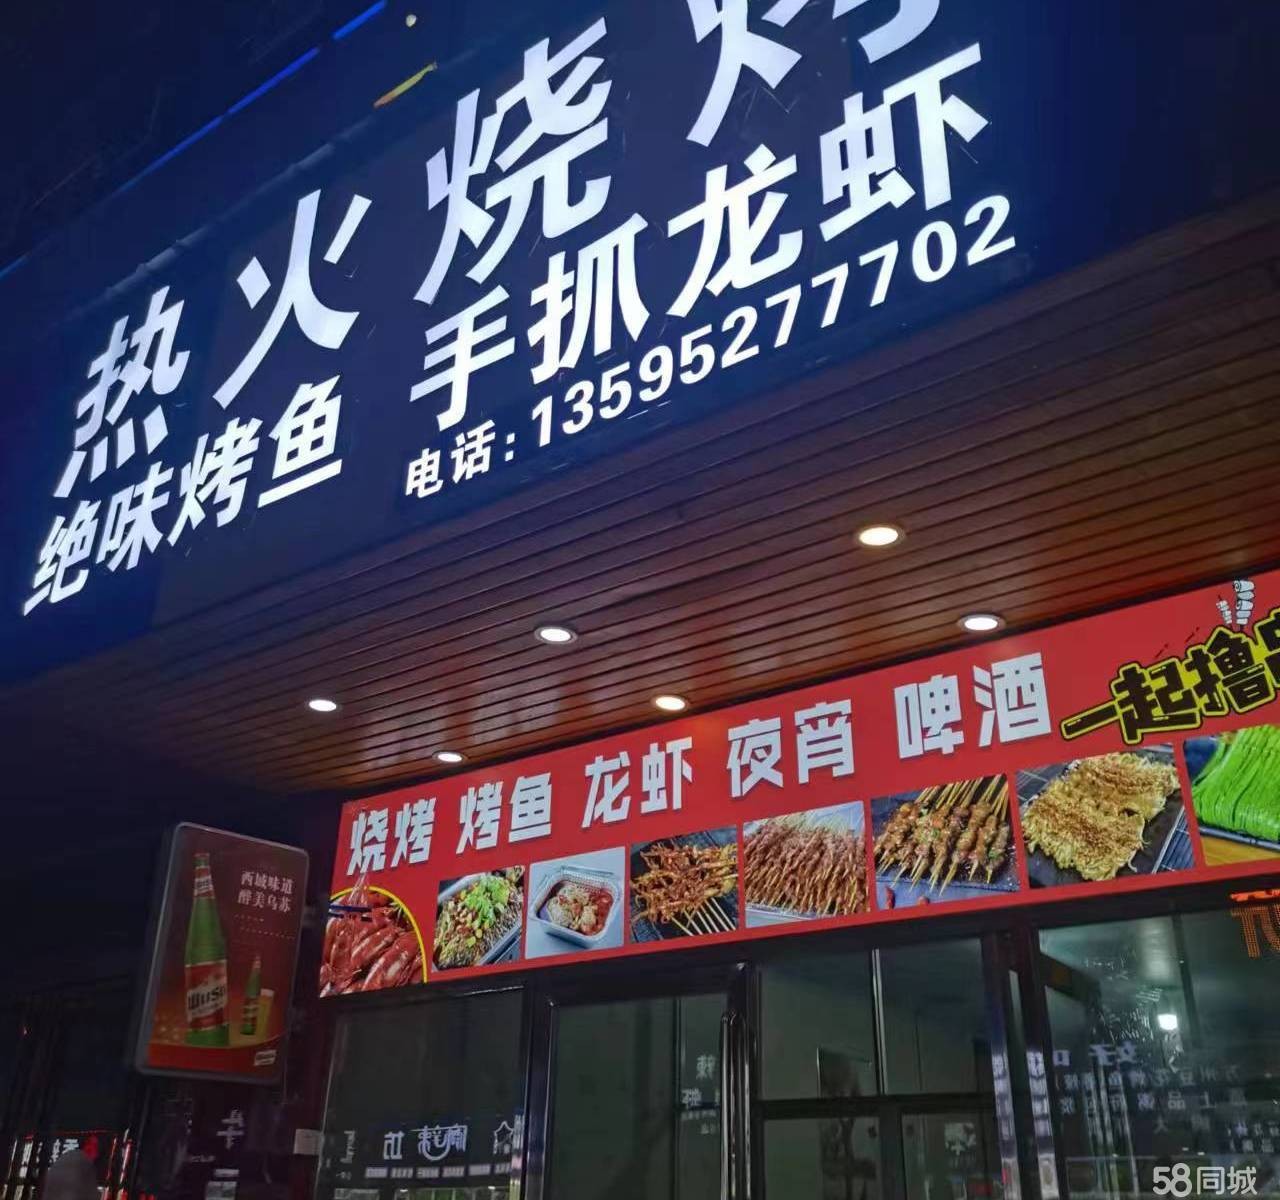 热火烧烤
绝味烤鱼 手抓龙虾
电话：13595277702
烧烤 烤鱼 龙虾 夜宵 啤酒
一起撸串
西域味道
醉美乌苏
WUSU
58同城